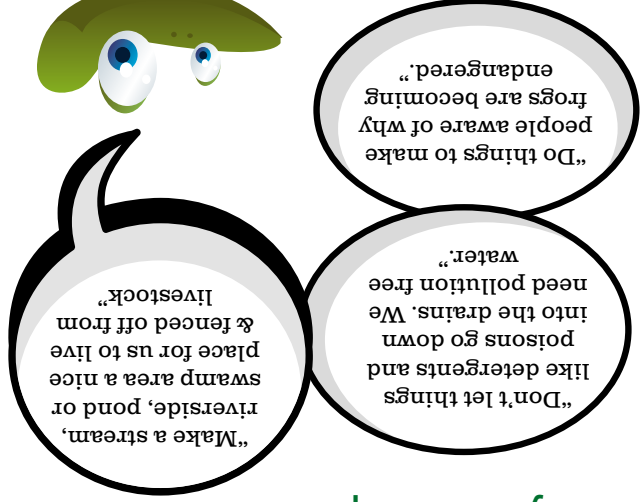 "Make a stream,
riverside, pond or
swamp area a nice
place for us to live
& fenced off from
livestock"
"Don't let things
like detergents and
poisons go down
into the drains. We
need pollution free
water."
"Do things to make
people aware of why
frogs are becoming
endangered."